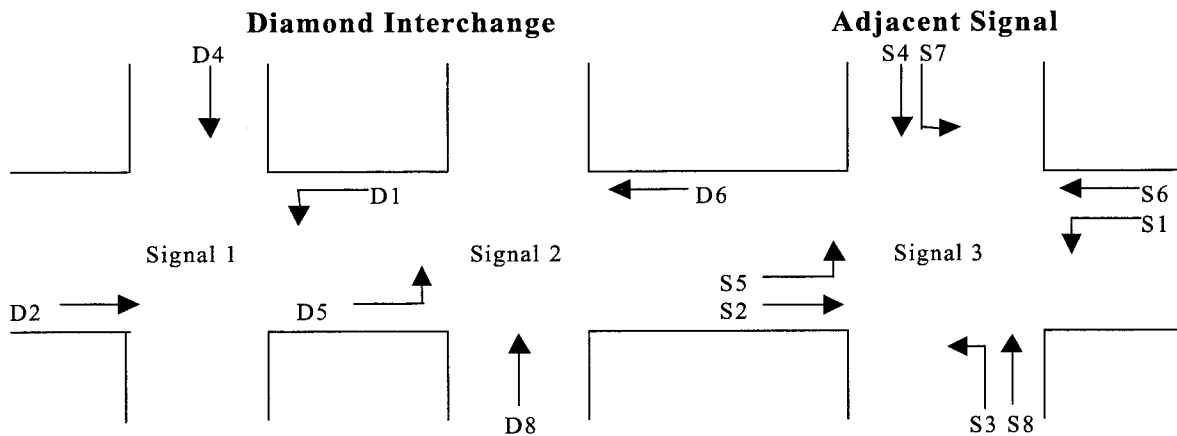 Diamond Interchange
Adjacent Signal
D4
S4 S7
D1
D6
S6
S1
Signal 1
Signal 2
Signal 3
S5
D2
D5
S2
D8
S3 S8